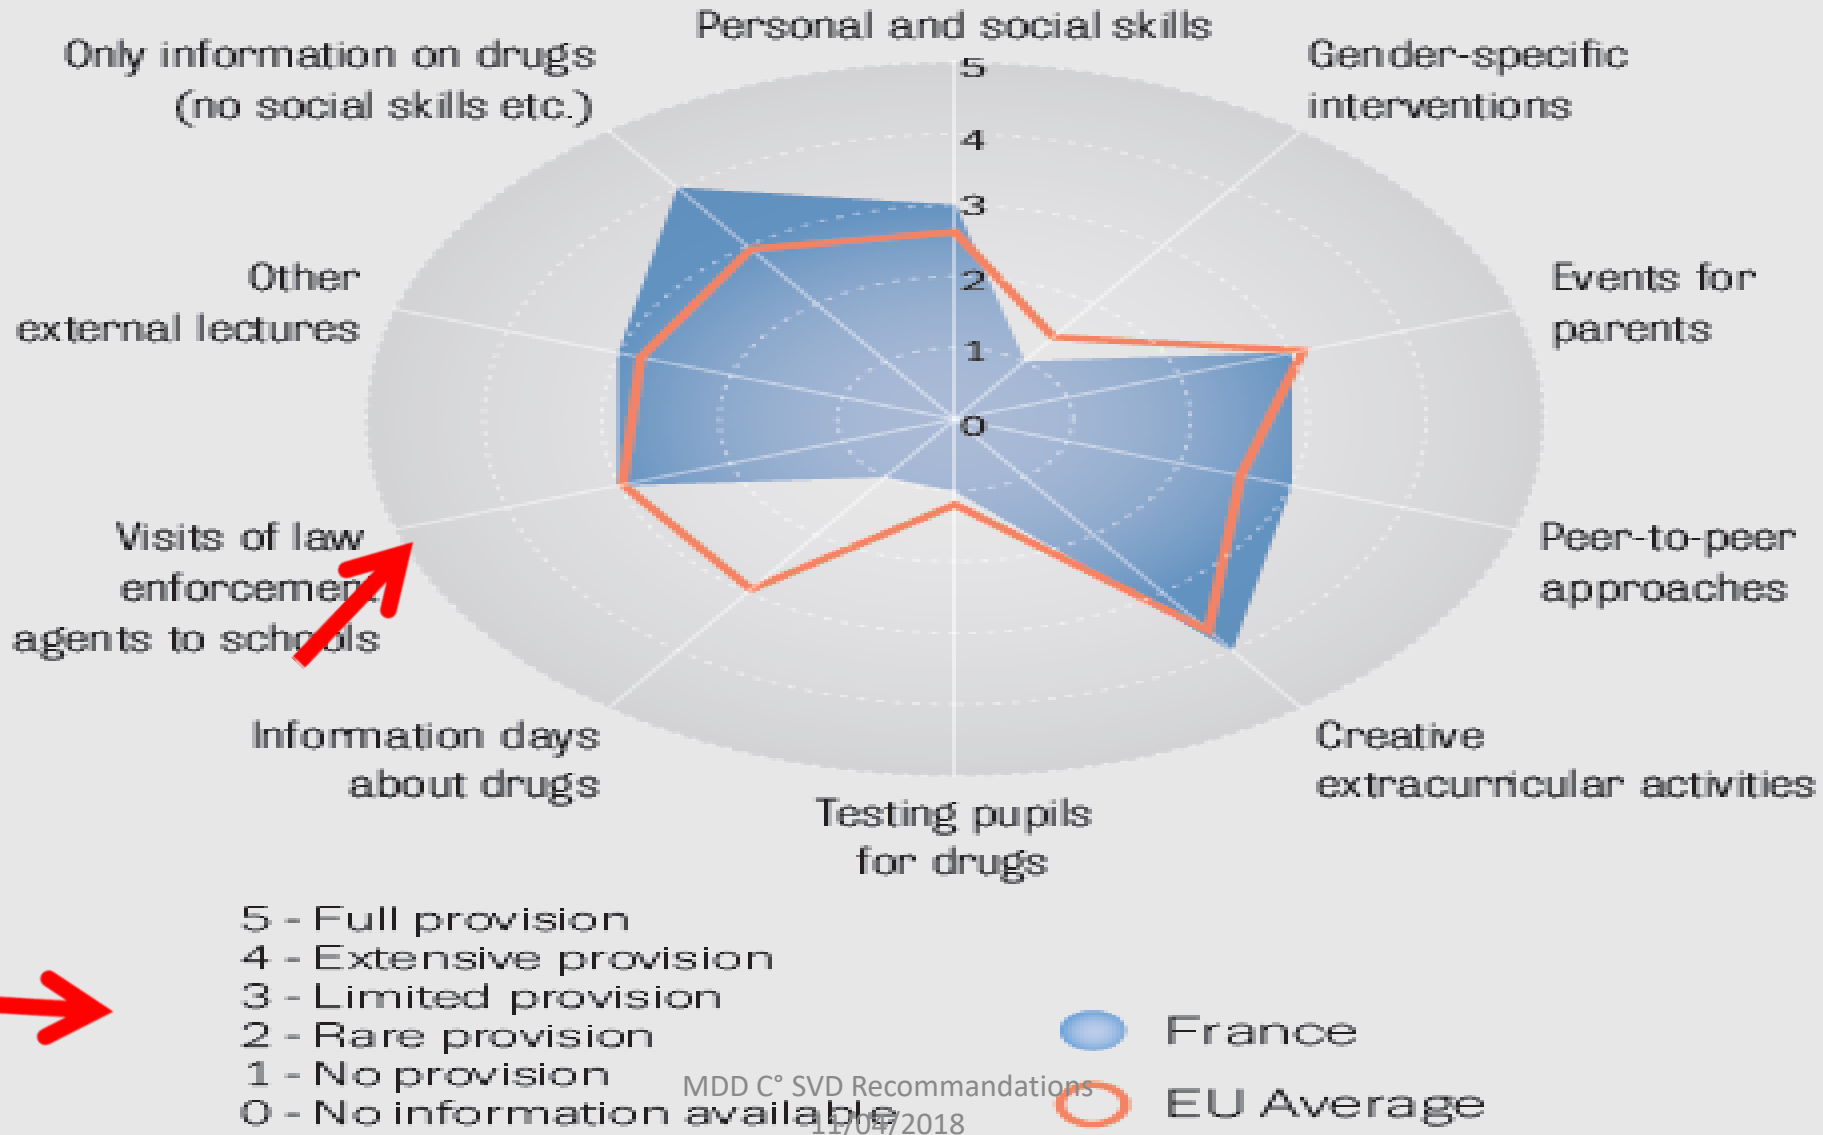 Personal and social skills
Only information on drugs
(no social skills etc.)
Gender-specific
interventions
5
4
3
2
1
0
Other
external lectures
Events for
parents
Visits of law
enforcement
agents to schools
Peer-to-peer
approaches
Information days
about drugs
Creative
extracurricular activities
Testing pupils
for drugs
5 - Full provision
4 - Extensive provision
3 - Limited provision
2 - Rare provision
1 - No provision
0 - No information available
France
EU Average
MDD C° SVD Recommandations
11/04/2018